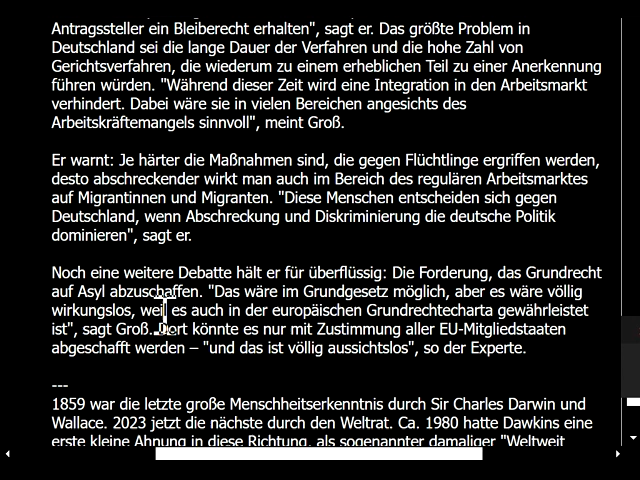 Antragssteller ein Bleiberecht erhalten", sagt er. Das größte Problem in
Deutschland sei die lange Dauer der Verfahren und die hohe Zahl von
Gerichtsverfahren, die wiederum zu einem erheblichen Teil zu einer Anerkennung
führen würden. "Während dieser Zeit wird eine Integration in den Arbeitsmarkt
verhindert. Dabei wäre sie in vielen Bereichen angesichts des
Arbeitskräftemangels sinnvoll", meint Groß.
Er warnt: Je härter die Maßnahmen sind, die gegen Flüchtlinge ergriffen werden,
desto abschreckender wirkt man auch im Bereich des regulären Arbeitsmarktes
auf Migrantinnen und Migranten. "Diese Menschen entscheiden sich gegen
Deutschland, wenn Abschreckung und Diskriminierung die deutsche Politik
dominieren", sagt er.
Noch eine weitere Debatte hält er für überflüssig: Die Forderung, das Grundrecht
auf Asyl abzuschaffen. "Das wäre im Grundgesetz möglich, aber es wäre völlig
wirkungslos, weil es auch in der europäischen Grundrechtecharta gewährleistet
ist", sagt Groß. Dort könnte es nur mit Zustimmung aller EU-Mitgliedstaaten
abgeschafft werden – "und das ist völlig aussichtslos", so der Experte.
---
1859 war die letzte große Menschheitserkenntnis durch Sir Charles Darwin und
Wallace. 2023 jetzt die nächste durch den Weltrat. Ca. 1980 hatte Dawkins eine
erste kleine Ahnung in diese Richtung, als sogenannter damaliger "Weltweit